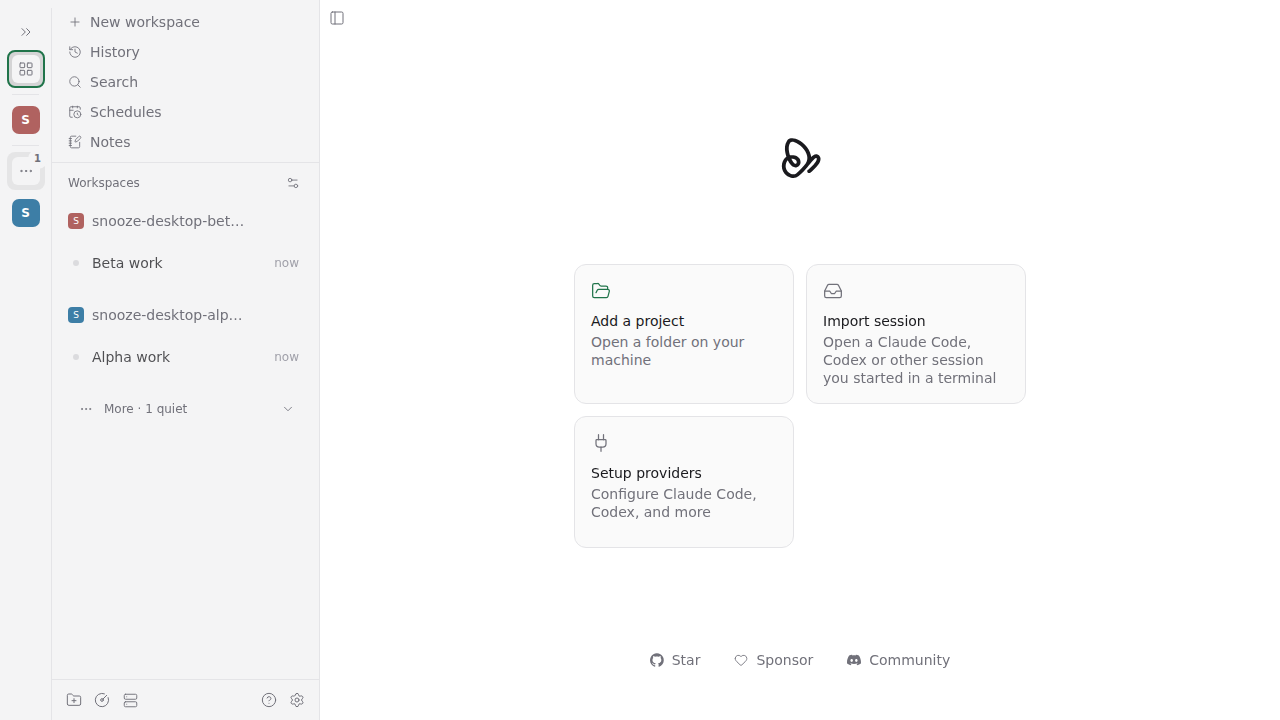 New workspace
History
Search
Schedules
Notes
S
1
S
Workspaces
S snooze-desktop-bet…
Beta work now
S snooze-desktop-alp…
Alpha work now
More · 1 quiet
Add a project
Open a folder on your
machine
Import session
Open a Claude Code,
Codex or other session
you started in a terminal
Setup providers
Configure Claude Code,
Codex, and more
Star
Sponsor
Community